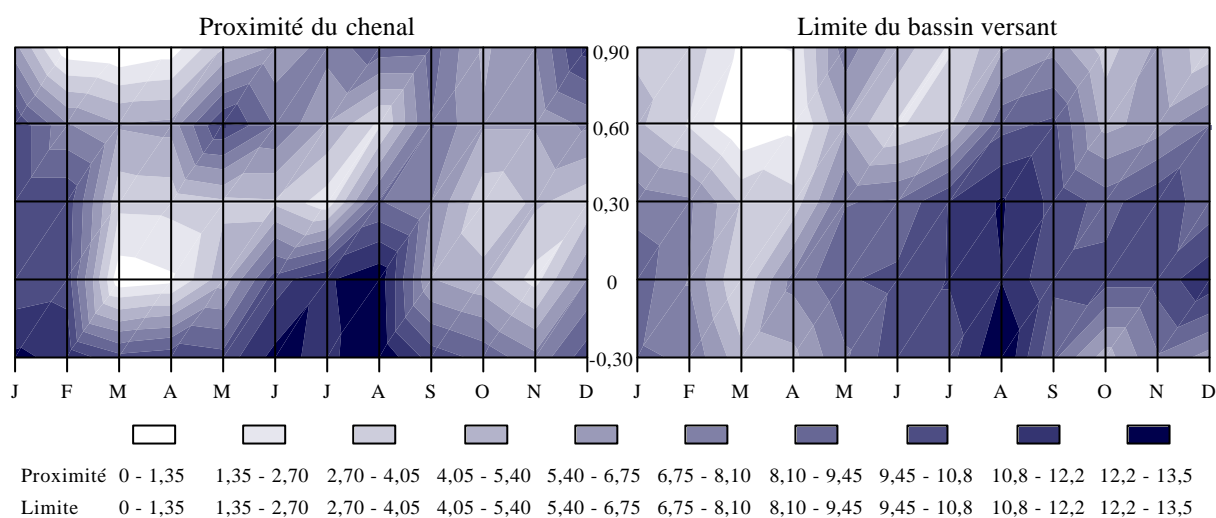 Proximité du chenal
Limite du bassin versant
0,90
0,60
0,30
0
-0,30
J F M A M J J A S O N D
J F M A M J J A S O N D
Proximité 0 - 1,35 1,35 - 2,70 2,70 - 4,05 4,05 - 5,40 5,40 - 6,75 6,75 - 8,10 8,10 - 9,45 9,45 - 10,8 10,8 - 12,2 12,2 - 13,5
Limite 0 - 1,35 1,35 - 2,70 2,70 - 4,05 4,05 - 5,40 5,40 - 6,75 6,75 - 8,10 8,10 - 9,45 9,45 - 10,8 10,8 - 12,2 12,2 - 13,5